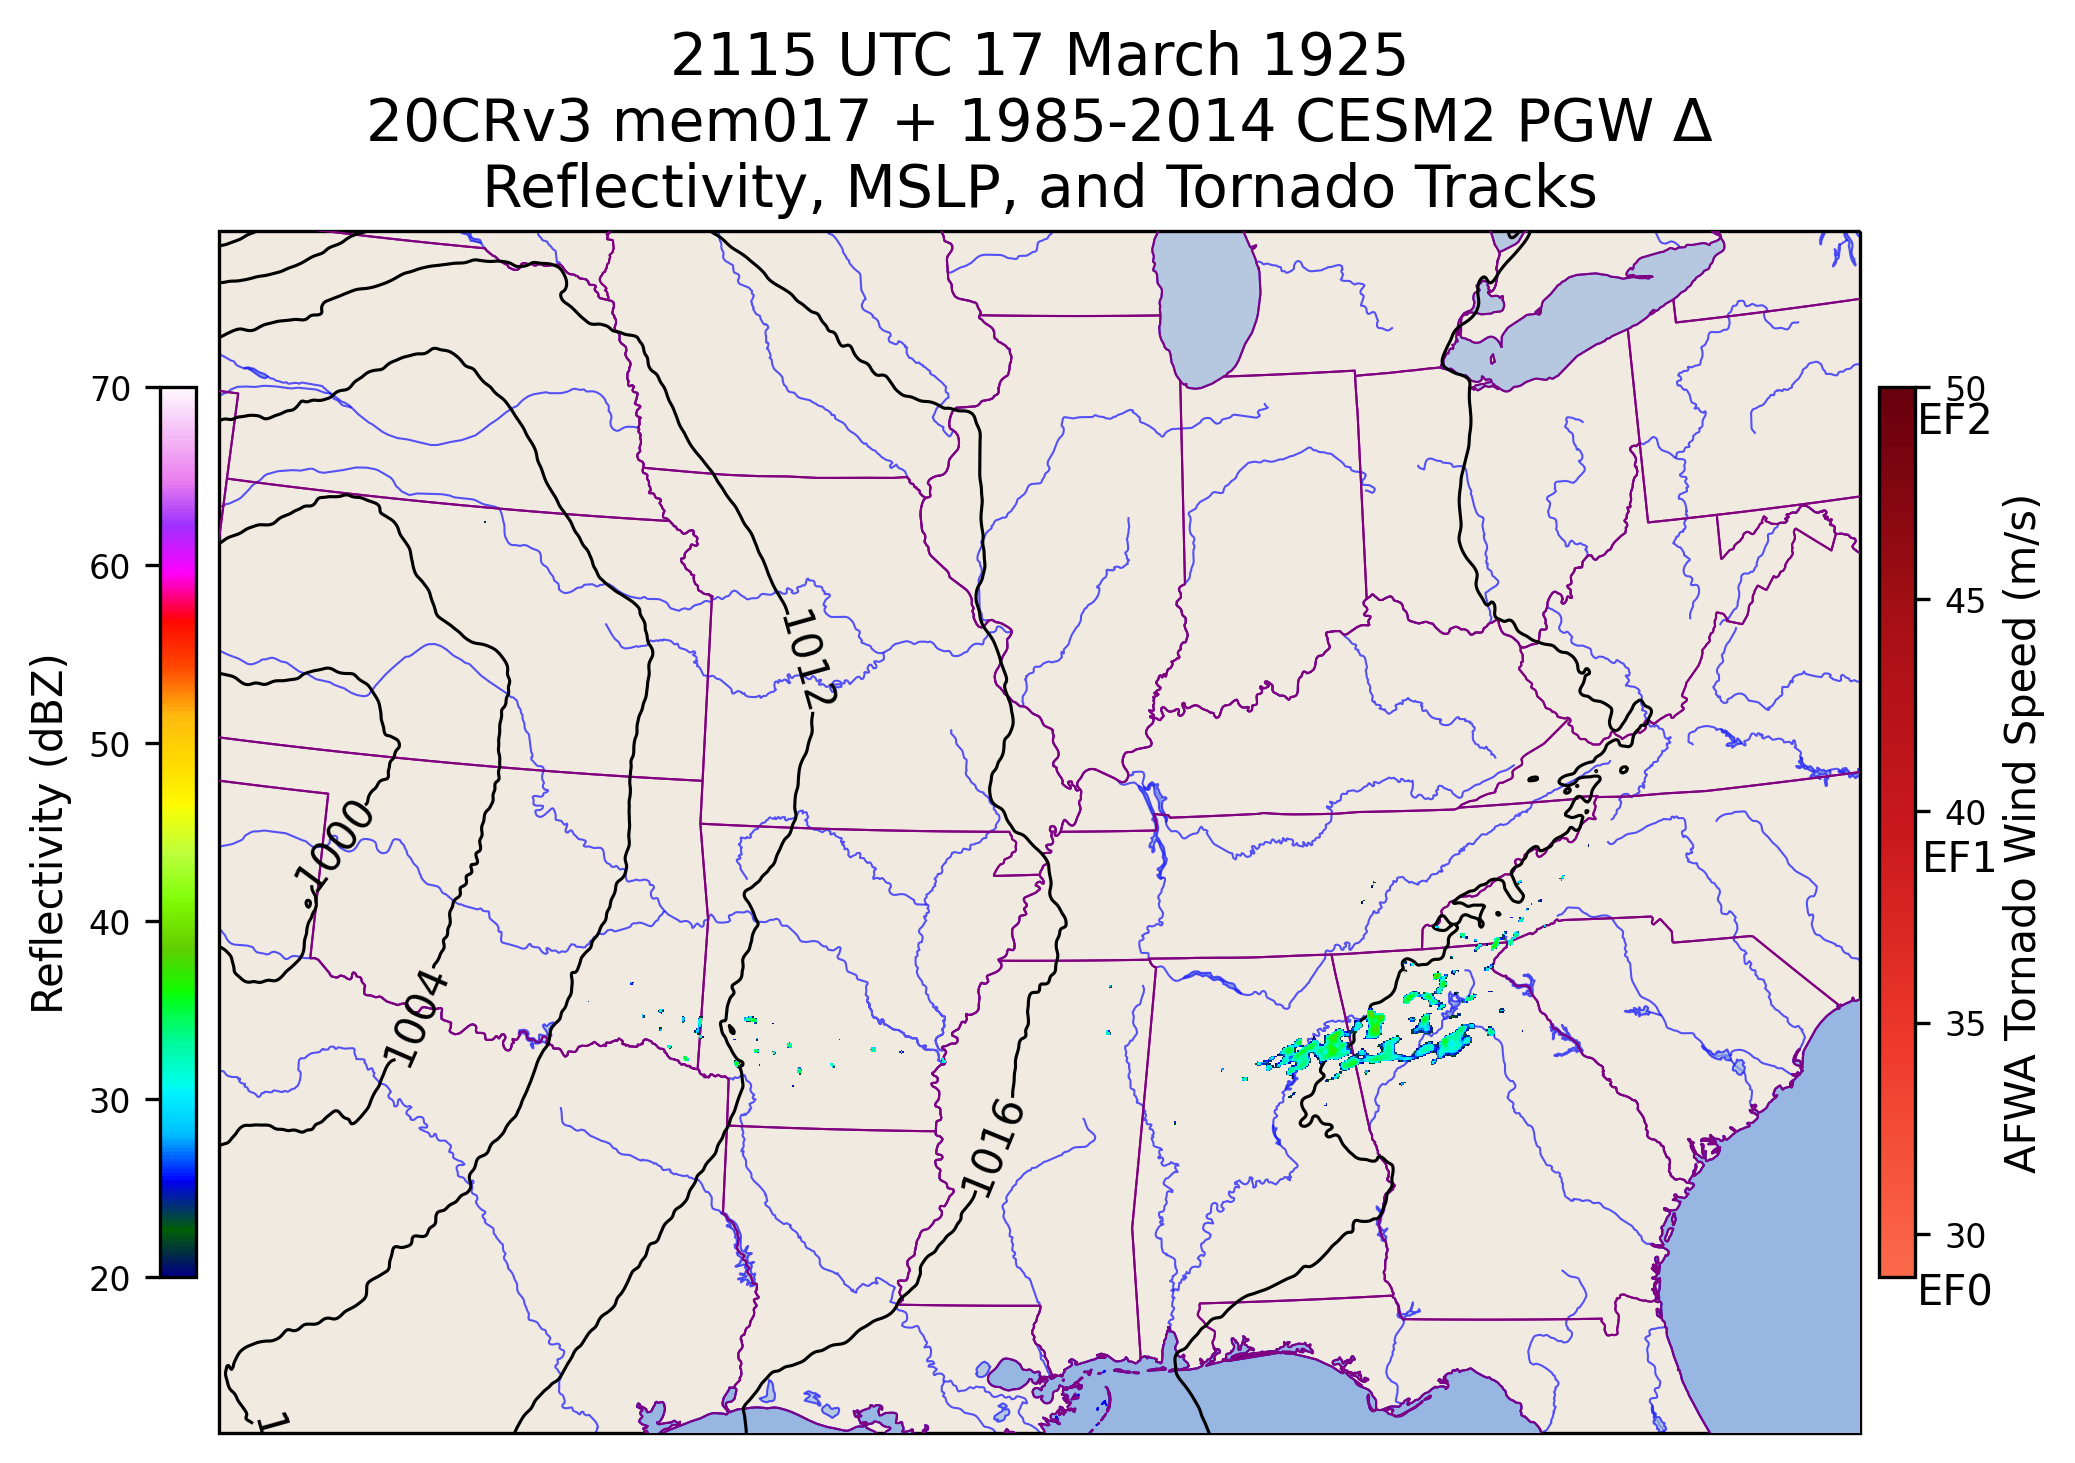 2115 UTC 17 March 1925
20CRv3 mem017 + 1985-2014 CESM2 PGW Δ
Reflectivity, MSLP, and Tornado Tracks
70
60
50
40
30
20
Reflectivity (dBZ)
1012
1000
1004
1016
1
50
EF2
45
40
EF1
35
30
EF0
AFWA Tornado Wind Speed (m/s)